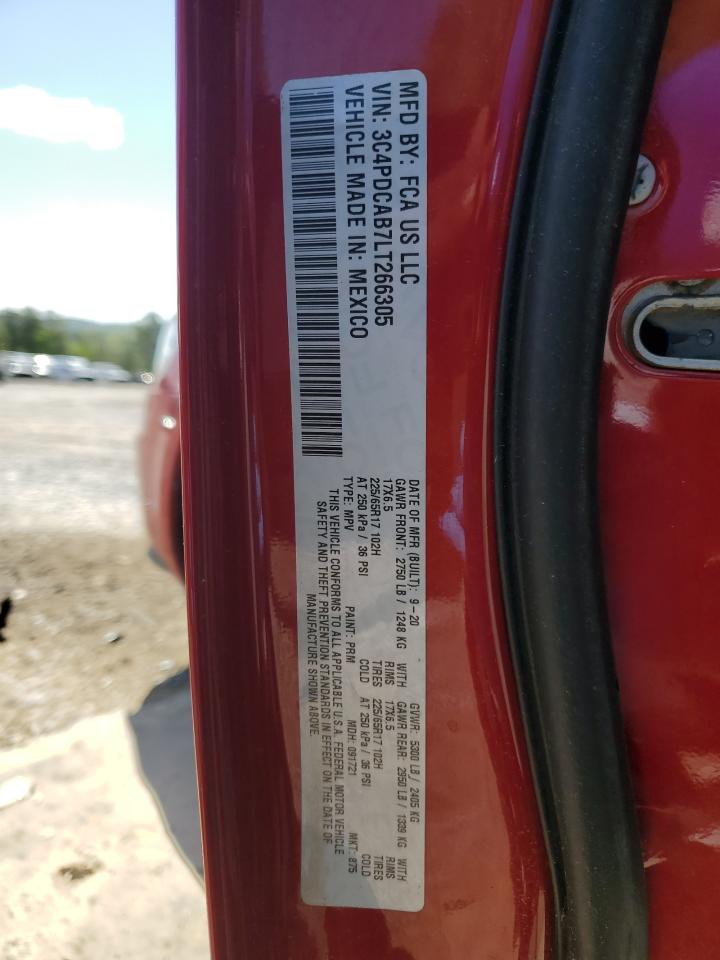 MFD BY: FCA US LLC
VIN: 3C4PDCAB7LT266305
VEHICLE MADE IN: MEXICO
DATE OF MFR (BUILT): 9-20 GVWR: 5300 LB / 2405 KG
GAWR FRONT: 2750 LB / 1248 KG WITH GAWR REAR: 2950 LB / 1339 KG WITH
17X6.5 RIMS 17X6.5 RIMS
225/65R17 102H TIRES 225/65R17 102H TIRES
AT 250 kPa / 36 PSI COLD AT 250 kPa / 36 PSI COLD
TYPE: MPV PAINT: PRM MDH: 091721 MKT: 875
THIS VEHICLE CONFORMS TO ALL APPLICABLE U.S.A. FEDERAL MOTOR VEHICLE
SAFETY AND THEFT PREVENTION STANDARDS IN EFFECT ON THE DATE OF
MANUFACTURE SHOWN ABOVE.